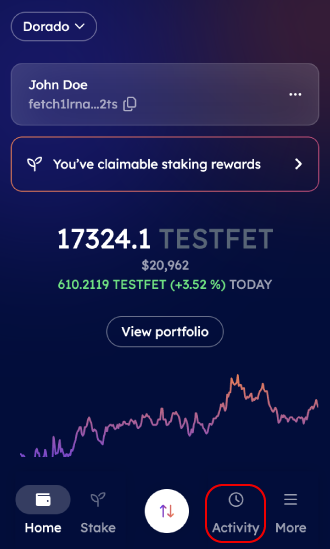 Dorado
John Doe
fetch1lrna...2ts
You've claimable staking rewards
17324.1 TESTFET
$20,962
610.2119 TESTFET (+3.52 %) TODAY
View portfolio
Home Stake Activity More